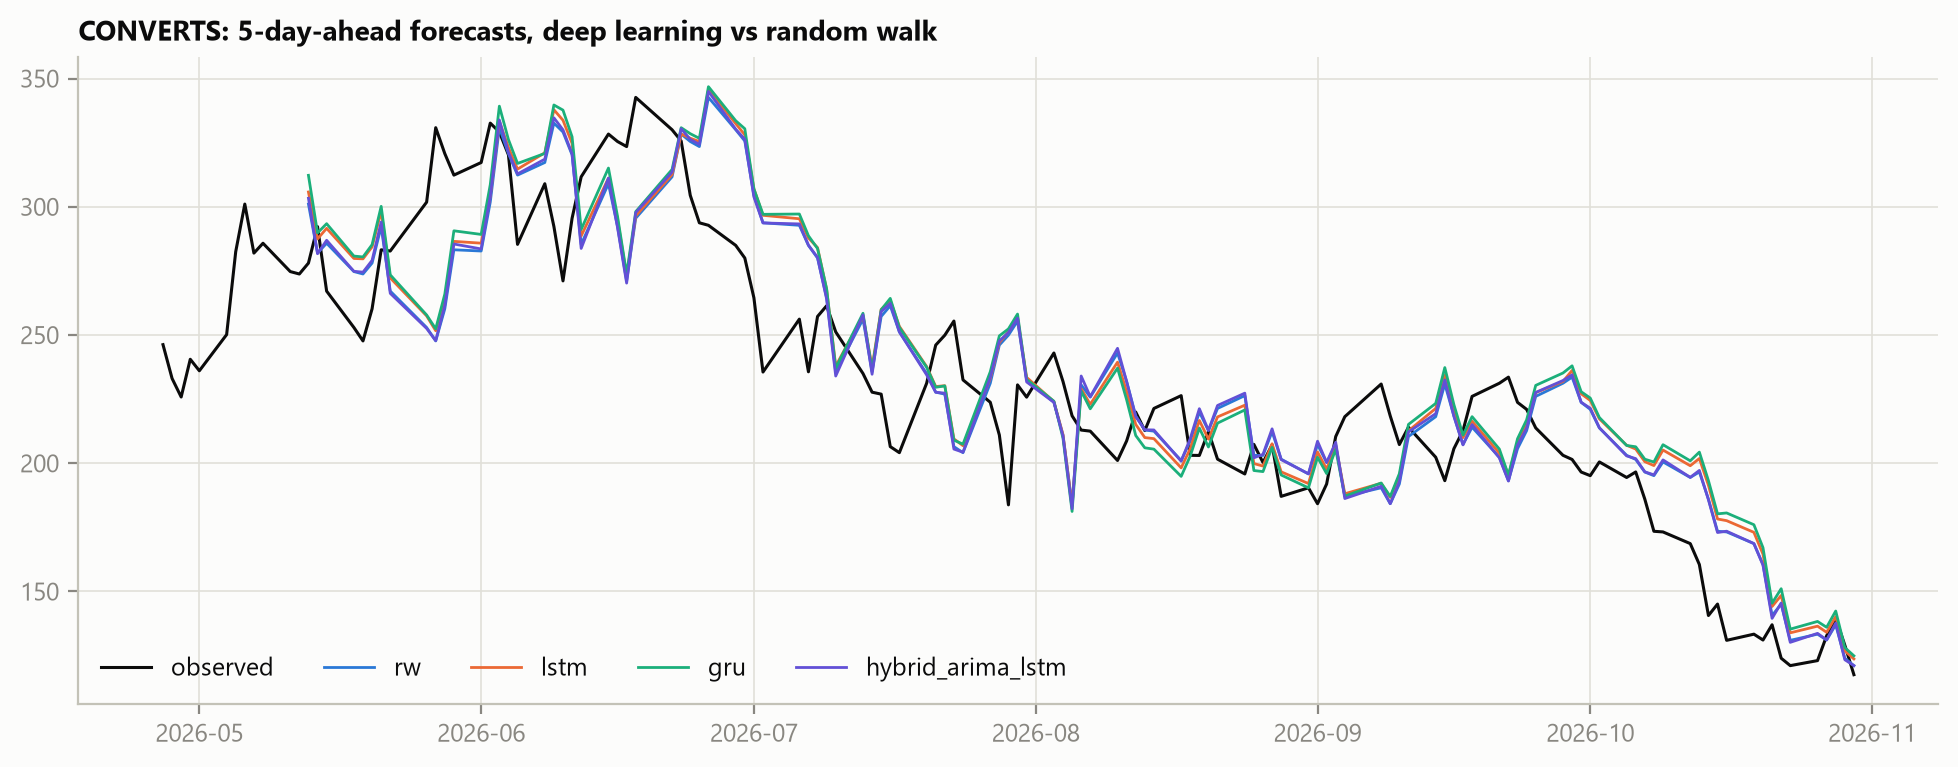 CONVERTS: 5-day-ahead forecasts, deep learning vs random walk
350
300
250
200
150
observed rw lstm gru hybrid_arima_lstm
2026-05 2026-06 2026-07 2026-08 2026-09 2026-10 2026-11